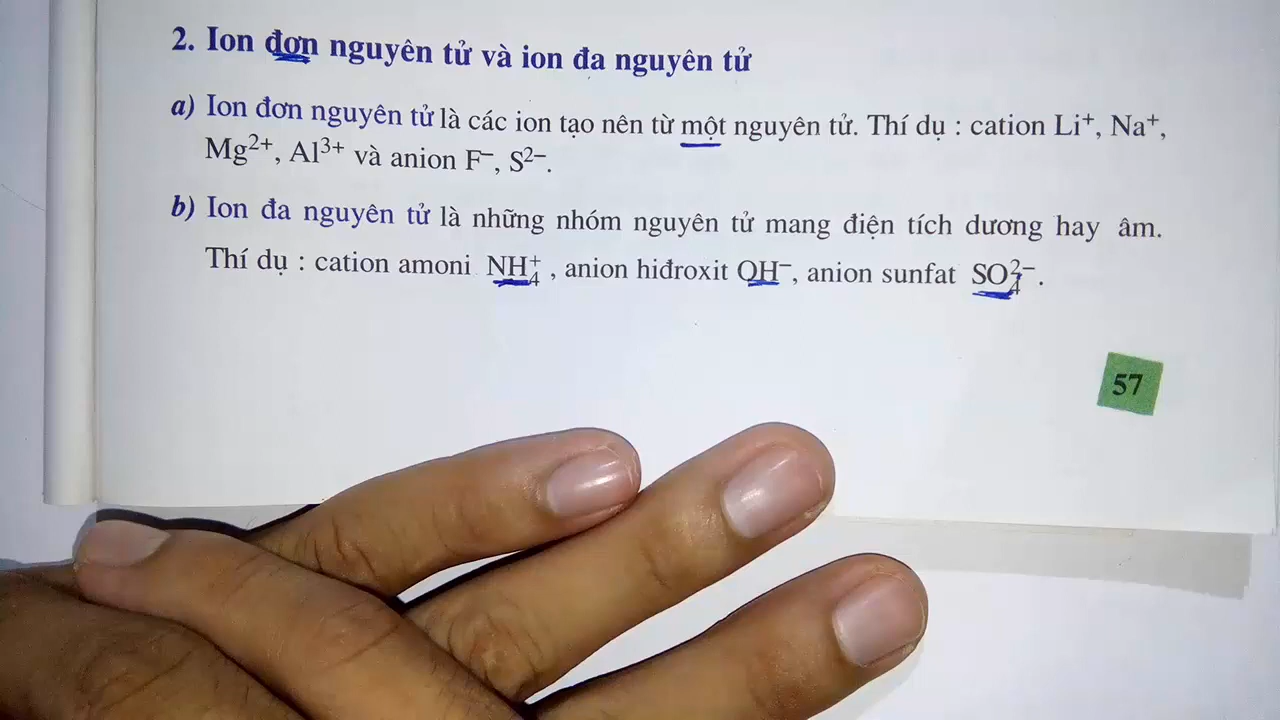 2. Ion đơn nguyên tử và ion đa nguyên tử
a) Ion đơn nguyên tử là các ion tạo nên từ một nguyên tử. Thí dụ : cation Li⁺, Na⁺,
Mg²⁺, Al³⁺ và anion F⁻, S²⁻.
b) Ion đa nguyên tử là những nhóm nguyên tử mang điện tích dương hay âm.
Thí dụ : cation amoni NH₄⁺ , anion hiđroxit OH⁻, anion sunfat SO₄²⁻.
57